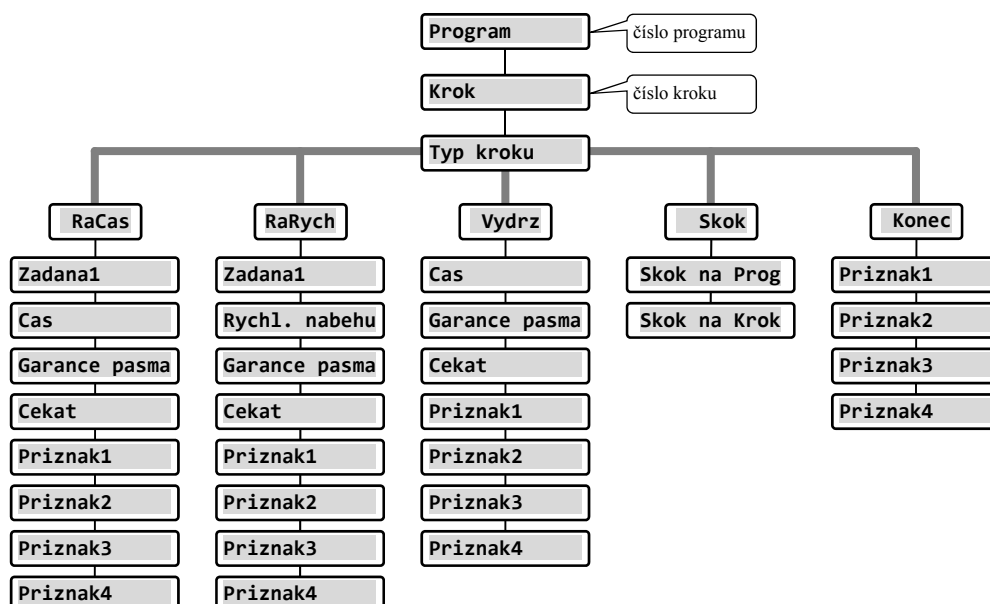 Program
číslo programu
Krok
číslo kroku
Typ kroku
RaCas
RaRych
Vydrz
Skok
Konec
Zadana1
Zadana1
Cas
Skok na Prog
Priznak1
Cas
Rychl. nabehu
Garance pasma
Skok na Krok
Priznak2
Garance pasma
Garance pasma
Cekat
Priznak3
Cekat
Cekat
Priznak1
Priznak4
Priznak1
Priznak1
Priznak2
Priznak2
Priznak2
Priznak3
Priznak3
Priznak3
Priznak4
Priznak4
Priznak4